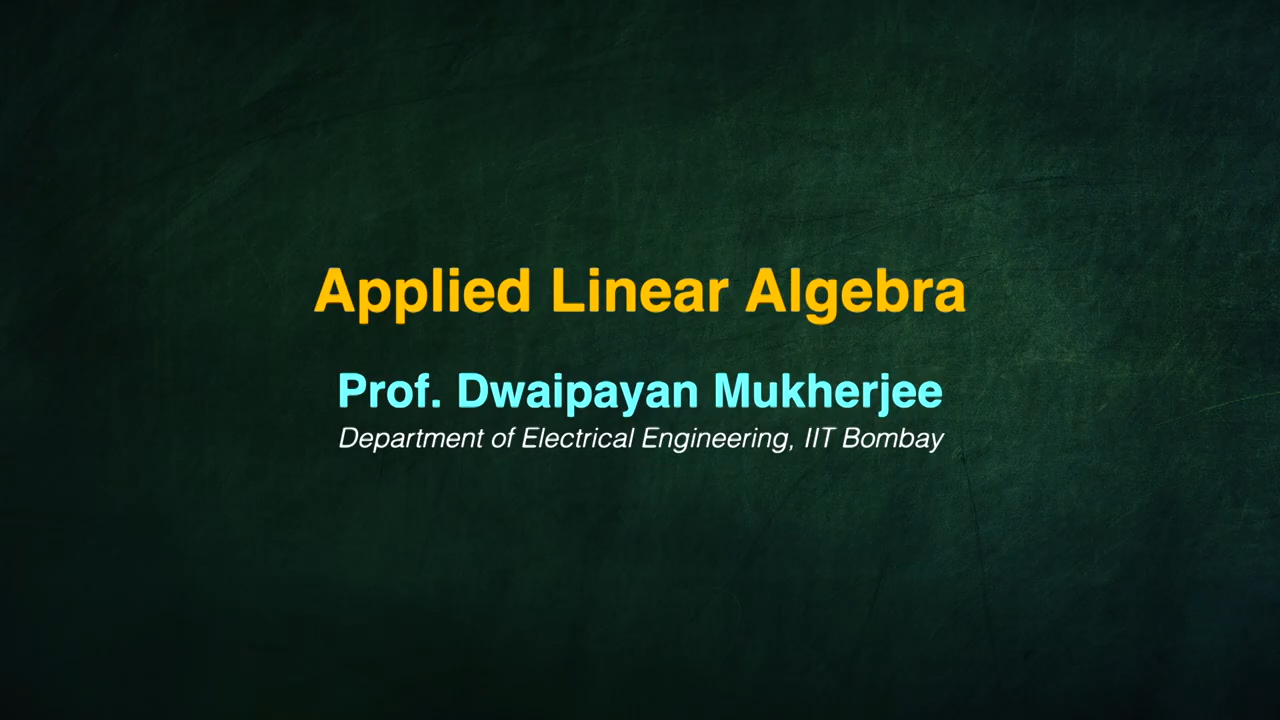 Applied Linear Algebra
Prof. Dwaipayan Mukherjee
Department of Electrical Engineering, IIT Bombay